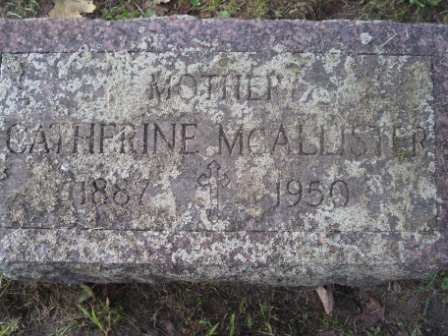 MOTHER
CATHERINE MCALLISTER
1887 1950